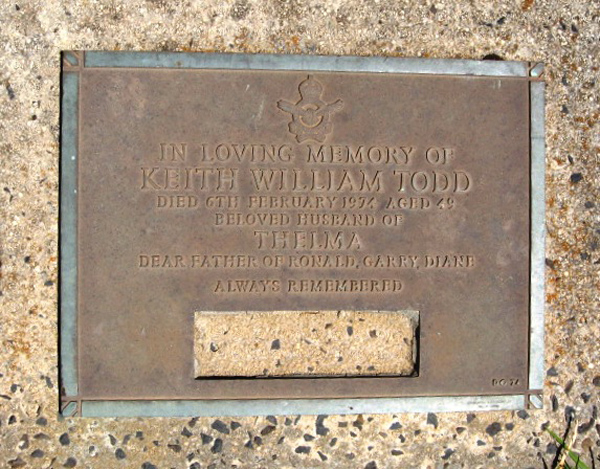 IN LOVING MEMORY OF
KEITH WILLIAM TODD
DIED 6TH FEBRUARY 1974 AGED 49
BELOVED HUSBAND OF
THELMA
DEAR FATHER OF RONALD, GARRY, DIANE
ALWAYS REMEMBERED